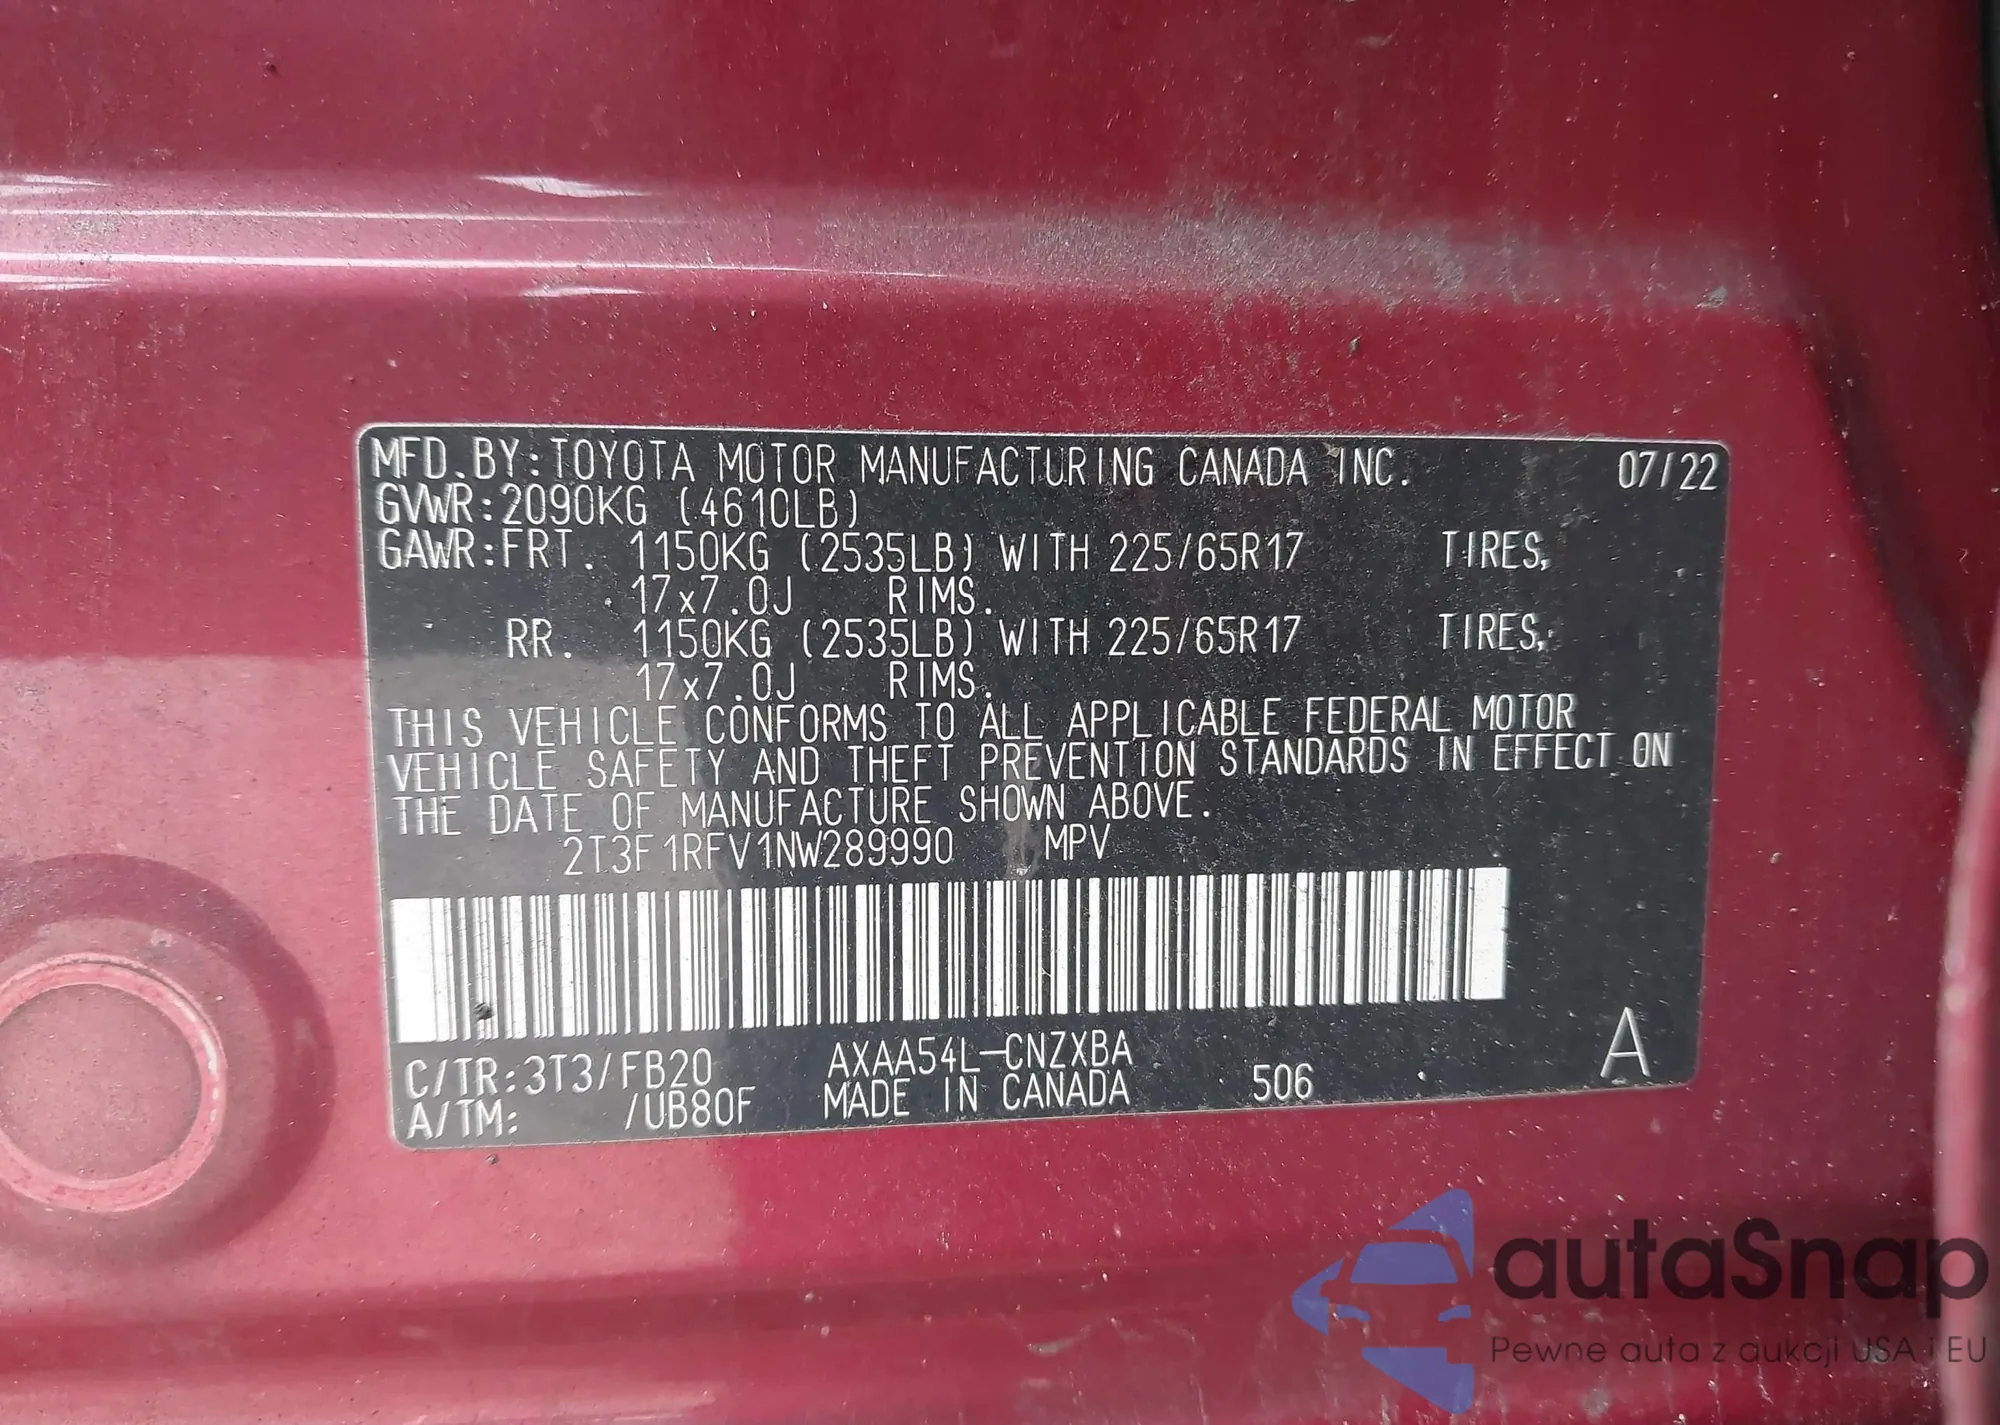 MFD.BY:TOYOTA MOTOR MANUFACTURING CANADA INC. 07/22
GVWR:2090KG (4610LB)
GAWR:FRT. 1150KG (2535LB) WITH 225/65R17 TIRES,
17x7.0J RIMS.
RR. 1150KG (2535LB) WITH 225/65R17 TIRES,
17x7.0J RIMS.
THIS VEHICLE CONFORMS TO ALL APPLICABLE FEDERAL MOTOR
VEHICLE SAFETY AND THEFT PREVENTION STANDARDS IN EFFECT ON
THE DATE OF MANUFACTURE SHOWN ABOVE.
2T3F1RFV1NW289990 MPV
C/TR:3T3/FB20 AXAA54L-CNZXBA
A/TM: /UB80F MADE IN CANADA 506 A
autaSnap
Pewne auta z aukcji USA i EU